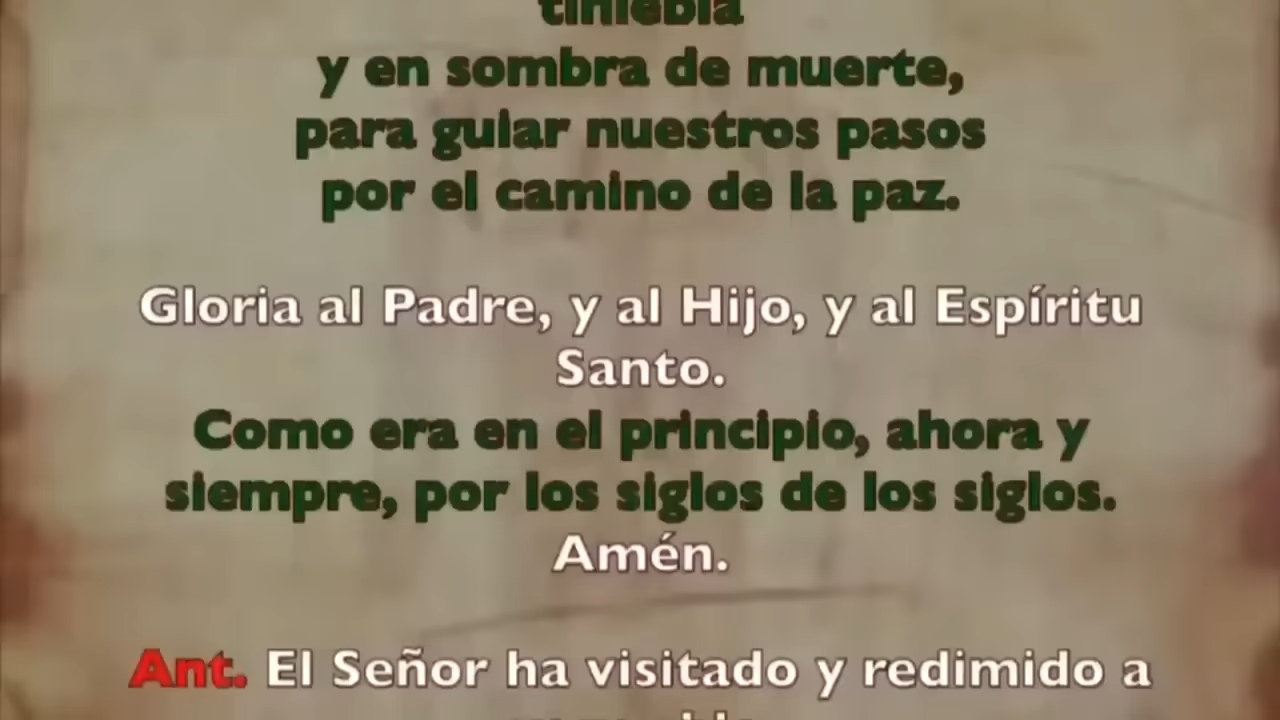 tiniebla
y en sombra de muerte,
para guiar nuestros pasos
por el camino de la paz.
Gloria al Padre, y al Hijo, y al Espíritu
Santo.
Como era en el principio, ahora y
siempre, por los siglos de los siglos.
Amén.
Ant. El Señor ha visitado y redimido a